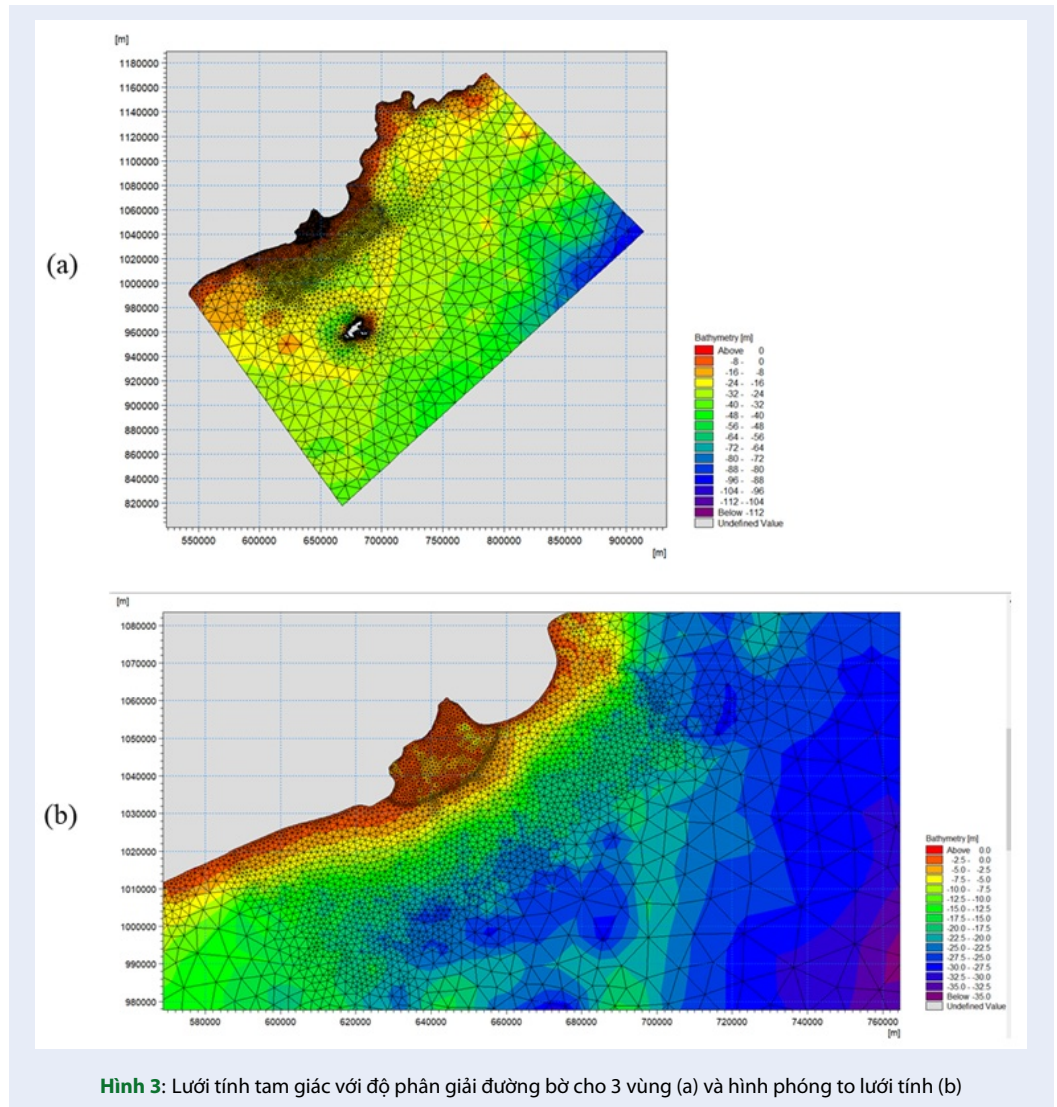 [m]
1180000
1160000
1140000
1120000
1100000
1080000
1060000
1040000
1020000
1000000
980000
960000
940000
920000
900000
880000
860000
840000
820000
550000 600000 650000 700000 750000 800000 850000 900000
[m]
(a)
Bathymetry [m]
Above 0
-8 - 0
-16 - -8
-24 - -16
-32 - -24
-40 - -32
-48 - -40
-56 - -48
-64 - -56
-72 - -64
-80 - -72
-88 - -80
-96 - -88
-104 - -96
-112 - -104
Below -112
Undefined Value
[m]
1080000
1070000
1060000
1050000
1040000
1030000
1020000
1010000
1000000
990000
980000
580000 600000 620000 640000 660000 680000 700000 720000 740000 760000
[m]
(b)
Bathymetry [m]
Above 0.0
-2.5 - 0.0
-5.0 - -2.5
-7.5 - -5.0
-10.0 - -7.5
-12.5 - -10.0
-15.0 - -12.5
-17.5 - -15.0
-20.0 - -17.5
-22.5 - -20.0
-25.0 - -22.5
-27.5 - -25.0
-30.0 - -27.5
-32.5 - -30.0
-35.0 - -32.5
Below -35.0
Undefined Value
Hình 3: Lưới tính tam giác với độ phân giải đường bờ cho 3 vùng (a) và hình phóng to lưới tính (b)